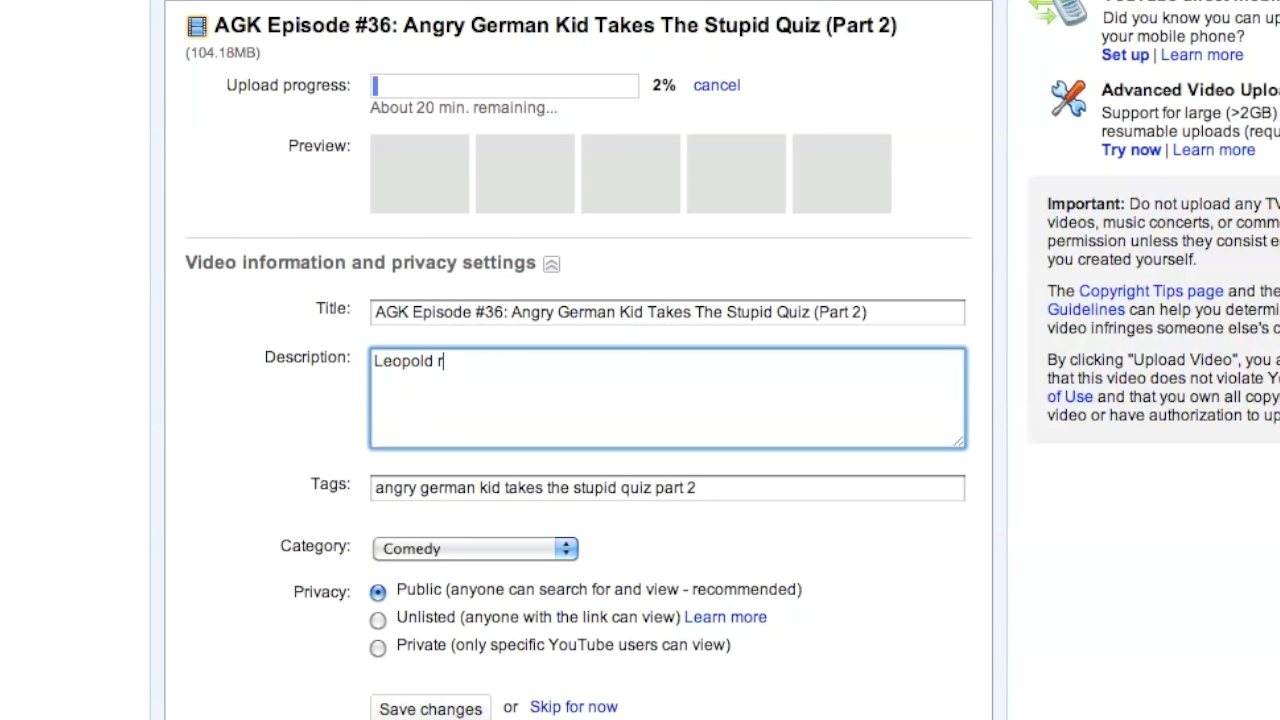 AGK Episode #36: Angry German Kid Takes The Stupid Quiz (Part 2)
(104.18MB)
Upload progress: 2% cancel
About 20 min. remaining...
Preview:
Video information and privacy settings
Title: AGK Episode #36: Angry German Kid Takes The Stupid Quiz (Part 2)
Description: Leopold r
Tags: angry german kid takes the stupid quiz part 2
Category: Comedy
Privacy: Public (anyone can search for and view - recommended)
Unlisted (anyone with the link can view) Learn more
Private (only specific YouTube users can view)
Save changes or Skip for now
Did you know you can up
your mobile phone?
Set up | Learn more
Advanced Video Uplo
Support for large (>2GB)
resumable uploads (requ
Try now | Learn more
Important: Do not upload any TV
videos, music concerts, or comm
permission unless they consist e
you created yourself.
The Copyright Tips page and the
Guidelines can help you determi
video infringes someone else's c
By clicking "Upload Video", you a
that this video does not violate Y
of Use and that you own all copy
video or have authorization to up